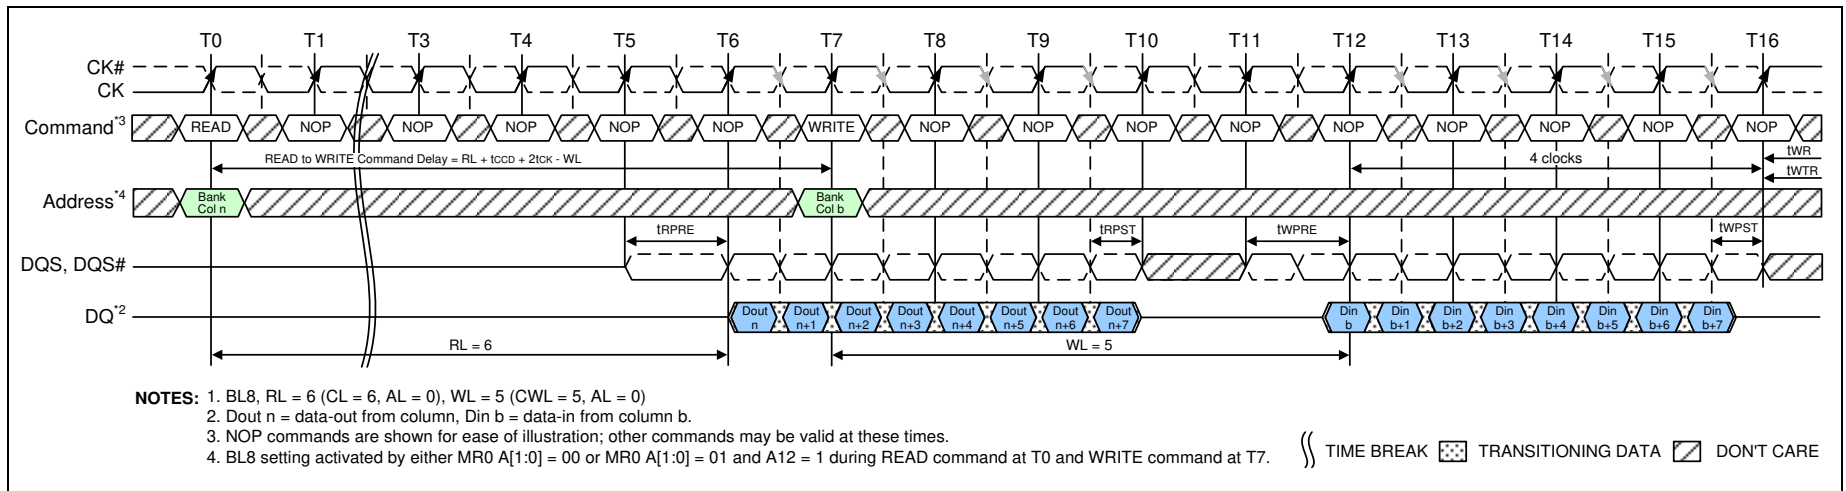 T0 T1 T3 T4 T5 T6 T7 T8 T9 T10 T11 T12 T13 T14 T15 T16
CK#
CK
Command*3 READ NOP NOP NOP NOP NOP WRITE NOP NOP NOP NOP NOP NOP NOP NOP NOP
READ to WRITE Command Delay = RL + tCCD + 2tCK - WL
4 clocks
tWR
tWTR
Address*4
Bank
Col n
Bank
Col b
tRPRE tRPST tWPRE tWPST
DQS, DQS#
DQ*2
Dout
n
Dout
n+1
Dout
n+2
Dout
n+3
Dout
n+4
Dout
n+5
Dout
n+6
Dout
n+7
Din
b
Din
b+1
Din
b+2
Din
b+3
Din
b+4
Din
b+5
Din
b+6
Din
b+7
RL = 6 WL = 5
NOTES: 1. BL8, RL = 6 (CL = 6, AL = 0), WL = 5 (CWL = 5, AL = 0)
2. Dout n = data-out from column, Din b = data-in from column b.
3. NOP commands are shown for ease of illustration; other commands may be valid at these times.
4. BL8 setting activated by either MR0 A[1:0] = 00 or MR0 A[1:0] = 01 and A12 = 1 during READ command at T0 and WRITE command at T7.
TIME BREAK TRANSITIONING DATA DON'T CARE